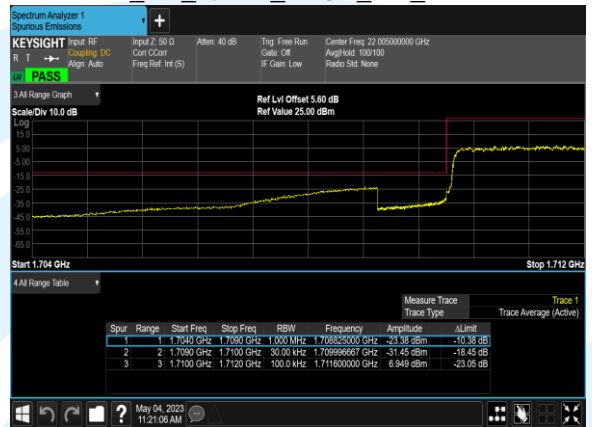 Spectrum Analyzer 1
Spurious Emissions
+
KEYSIGHT Input: RF Input Z: 50 Ω Atten: 40 dB Trig: Free Run Center Freq: 22.005000000 GHz
R T Coupling: DC Corr CCorr Gate: Off Avg|Hold: 100/100
Align: Auto Freq Ref: Int (S) IF Gain: Low Radio Std: None
PASS
3 All Range Graph
Ref Lvl Offset 5.60 dB
Scale/Div 10.0 dB Ref Value 25.00 dBm
Log
15.0
5.00
-5.00
-15.0
-25.0
-35.0
-45.0
-55.0
-65.0
Start 1.704 GHz Stop 1.712 GHz
4 All Range Table
Measure Trace Trace 1
Trace Type Trace Average (Active)
Spur Range Start Freq Stop Freq RBW Frequency Amplitude ΔLimit
1 1 1.7040 GHz 1.7090 GHz 1.000 MHz 1.708825000 GHz -23.38 dBm -10.38 dB
2 2 1.7090 GHz 1.7100 GHz 30.00 kHz 1.709996667 GHz -31.45 dBm -18.45 dB
3 3 1.7100 GHz 1.7120 GHz 100.0 kHz 1.711600000 GHz 6.949 dBm -23.05 dB
? May 04, 2023
11:21:06 AM